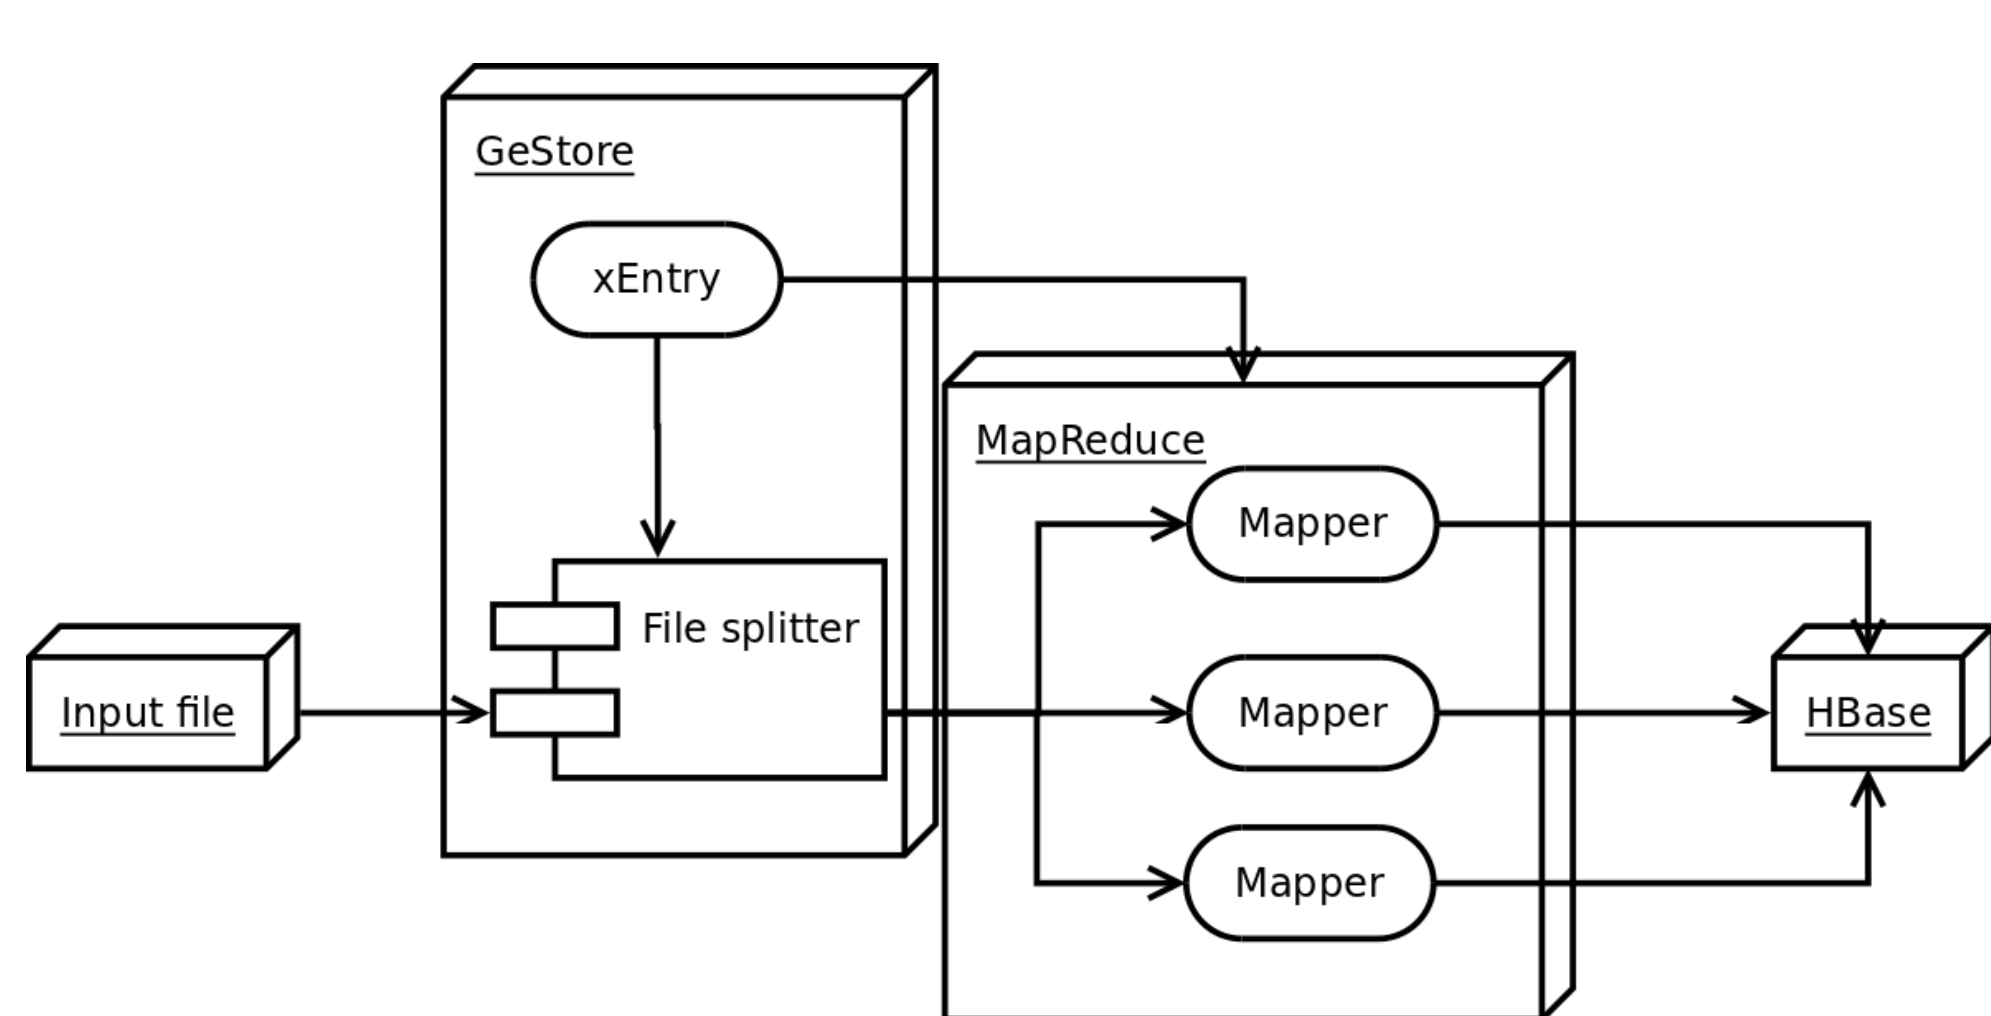 GeStore
xEntry
MapReduce
Mapper
File splitter
Input file
Mapper
HBase
Mapper